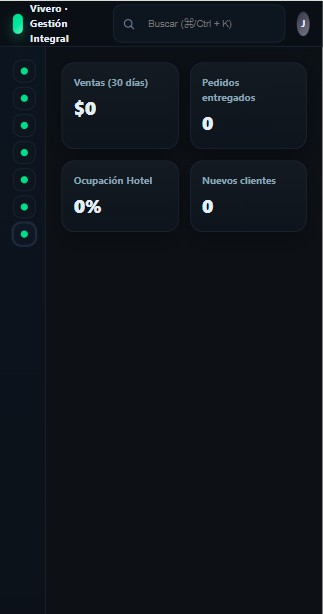 Vivero ·
Gestión
Integral
Buscar (⌘/Ctrl + K)
J
Ventas (30 días)
$0
Pedidos
entregados
0
Ocupación Hotel
0%
Nuevos clientes
0